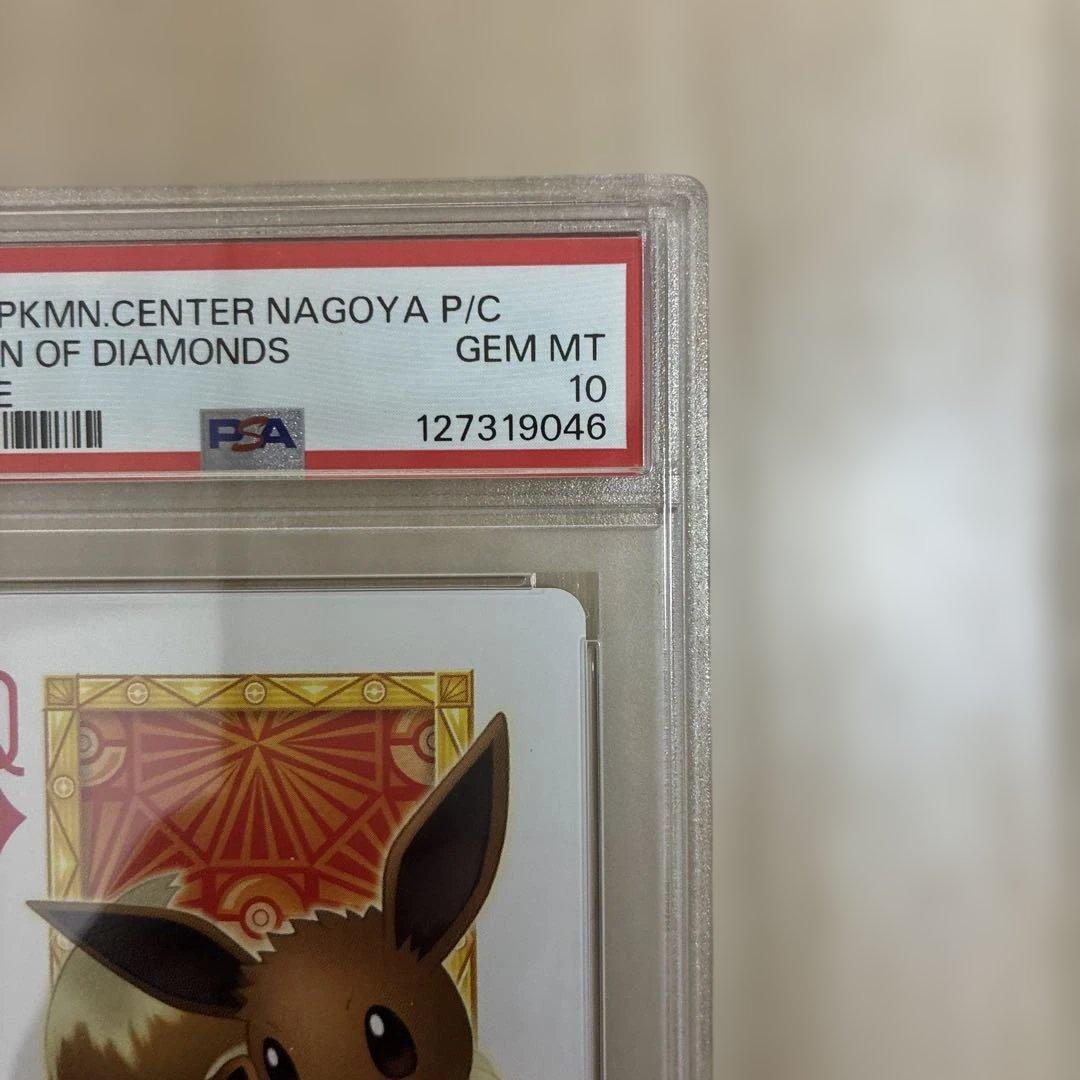 PKMN.CENTER NAGOYA P/C
N OF DIAMONDS GEM MT
E 10
PSA 127319046
Q